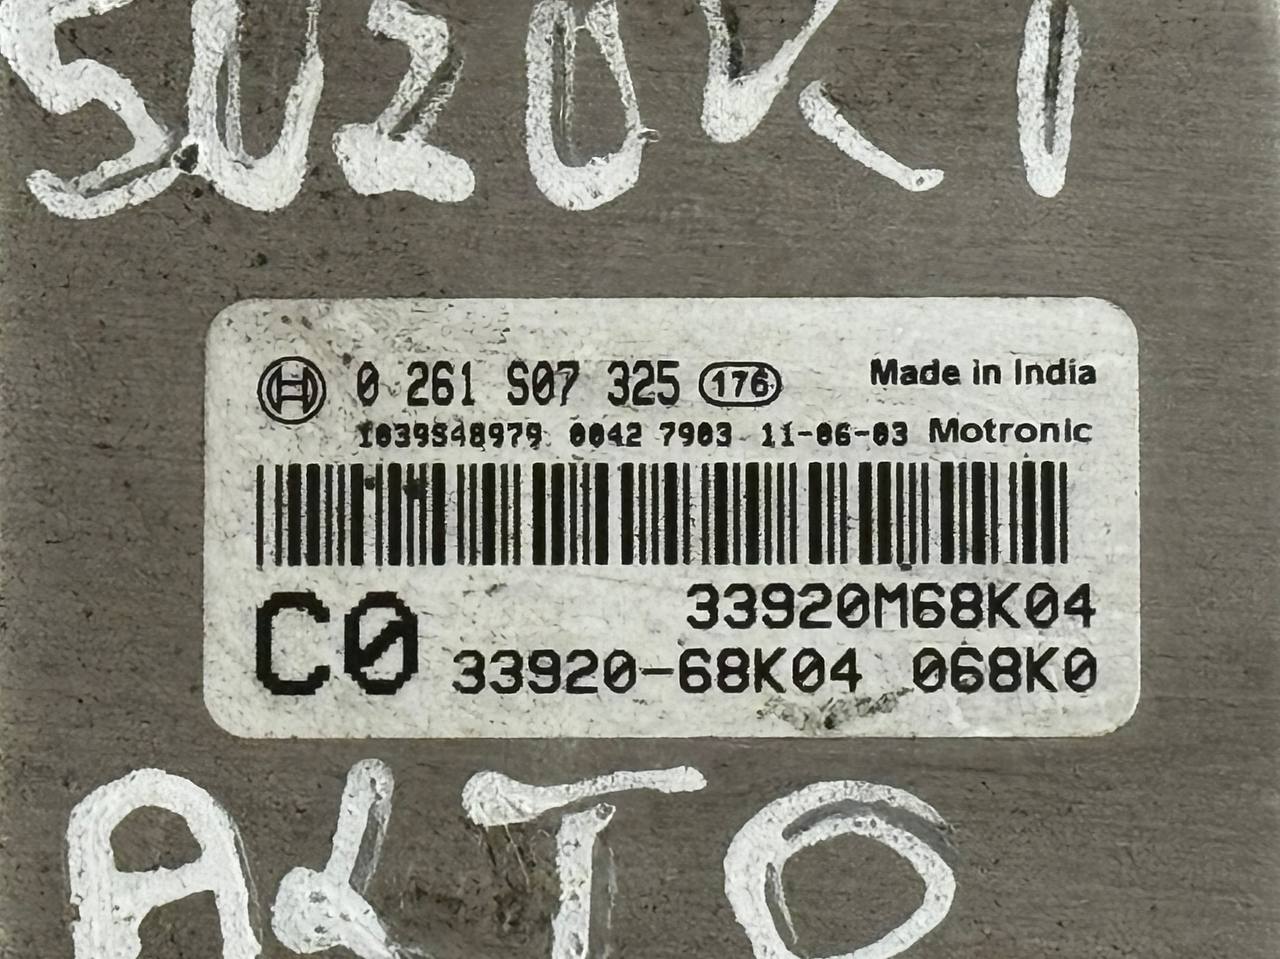 SUZUKI
0 261 S07 325 176 Made in India
1039S48979 0042 7903 11-06-03 Motronic
33920M68K04
C0 33920-68K04 068K0
ALTO